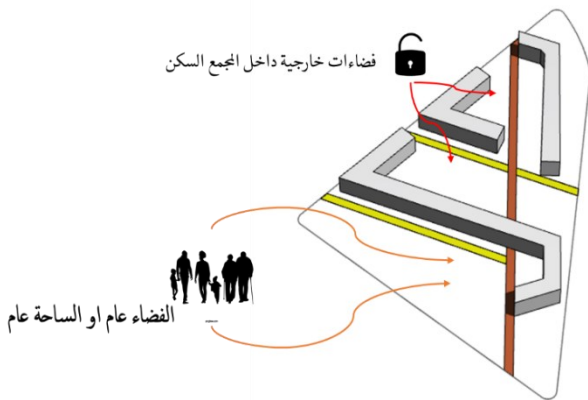 فضاءات خارجية داخل المجمع السكن
الفضاء عام او الساحة عام